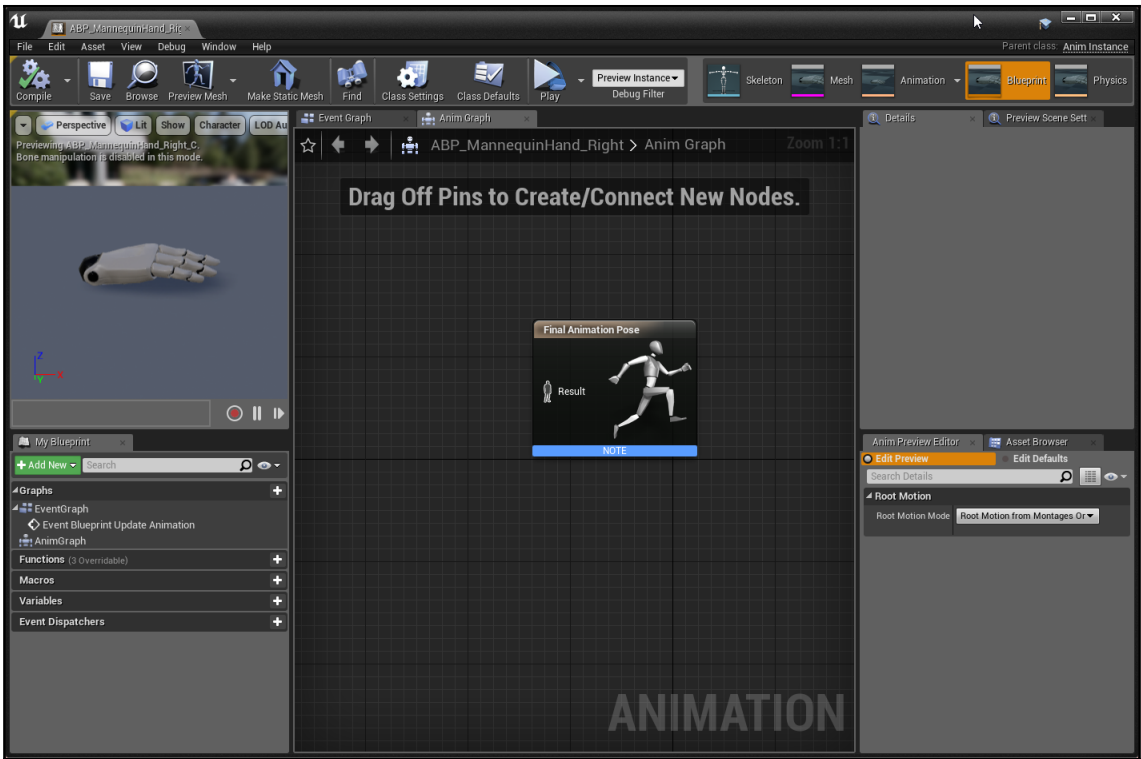 ABP_MannequinHand_Rig
File Edit Asset View Debug Window Help
Parent class: Anim Instance
Compile
Save
Browse
Preview Mesh
Make Static Mesh
Find
Class Settings
Class Defaults
Play
Preview Instance
Debug Filter
Skeleton
Mesh
Animation
Blueprint
Physics
Perspective
Lit
Show
Character
LOD Au
Previewing ABP_MannequinHand_Right_C.
Bone manipulation is disabled in this mode.
Z
X
Y
Event Graph
Anim Graph
ABP_MannequinHand_Right > Anim Graph
Zoom 1:1
Drag Off Pins to Create/Connect New Nodes.
Final Animation Pose
Result
NOTE
ANIMATION
My Blueprint
Add New
Search
Graphs
EventGraph
Event Blueprint Update Animation
AnimGraph
Functions (3 Overridable)
Macros
Variables
Event Dispatchers
Details
Preview Scene Sett
Anim Preview Editor
Asset Browser
Edit Preview
Edit Defaults
Search Details
Root Motion
Root Motion Mode
Root Motion from Montages Or